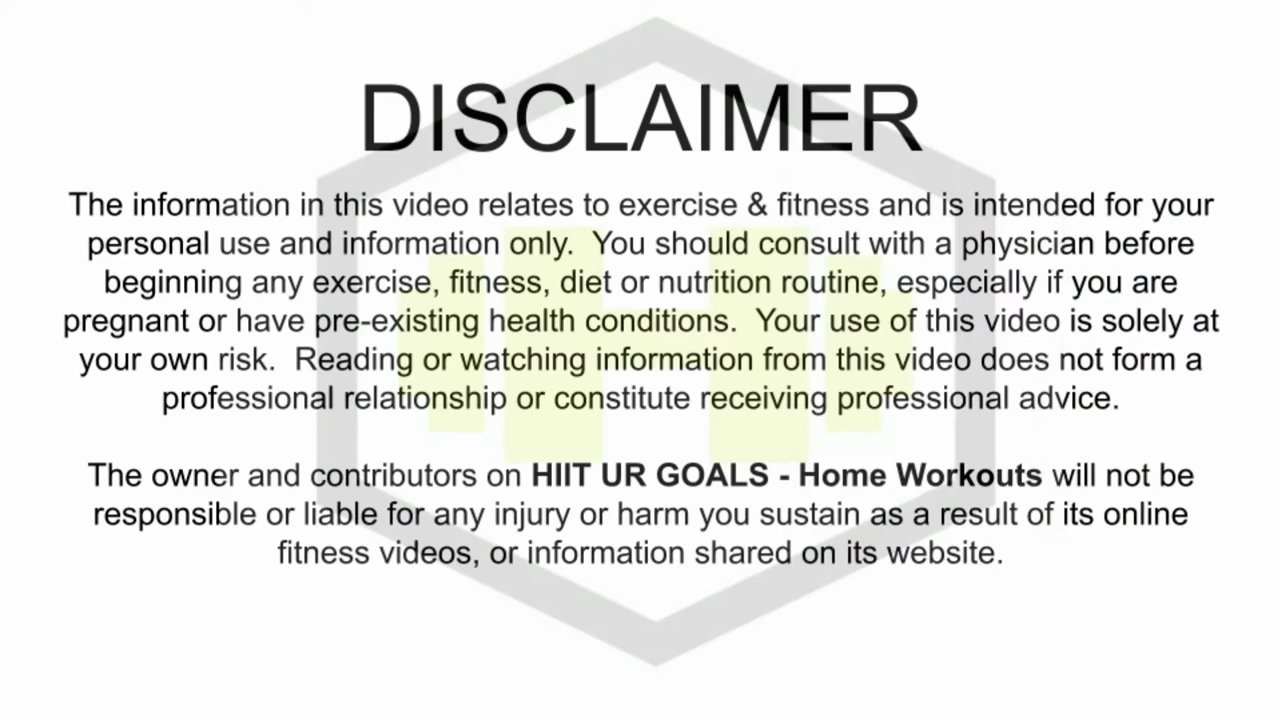 DISCLAIMER
The information in this video relates to exercise & fitness and is intended for your
personal use and information only.  You should consult with a physician before
beginning any exercise, fitness, diet or nutrition routine, especially if you are
pregnant or have pre-existing health conditions.  Your use of this video is solely at
your own risk.  Reading or watching information from this video does not form a
professional relationship or constitute receiving professional advice.
The owner and contributors on HIIT UR GOALS - Home Workouts will not be
responsible or liable for any injury or harm you sustain as a result of its online
fitness videos, or information shared on its website.